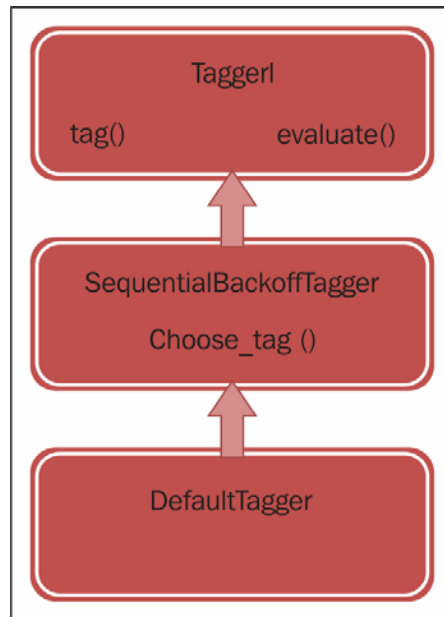 TaggerI
tag() evaluate()
SequentialBackoffTagger
Choose_tag ()
DefaultTagger